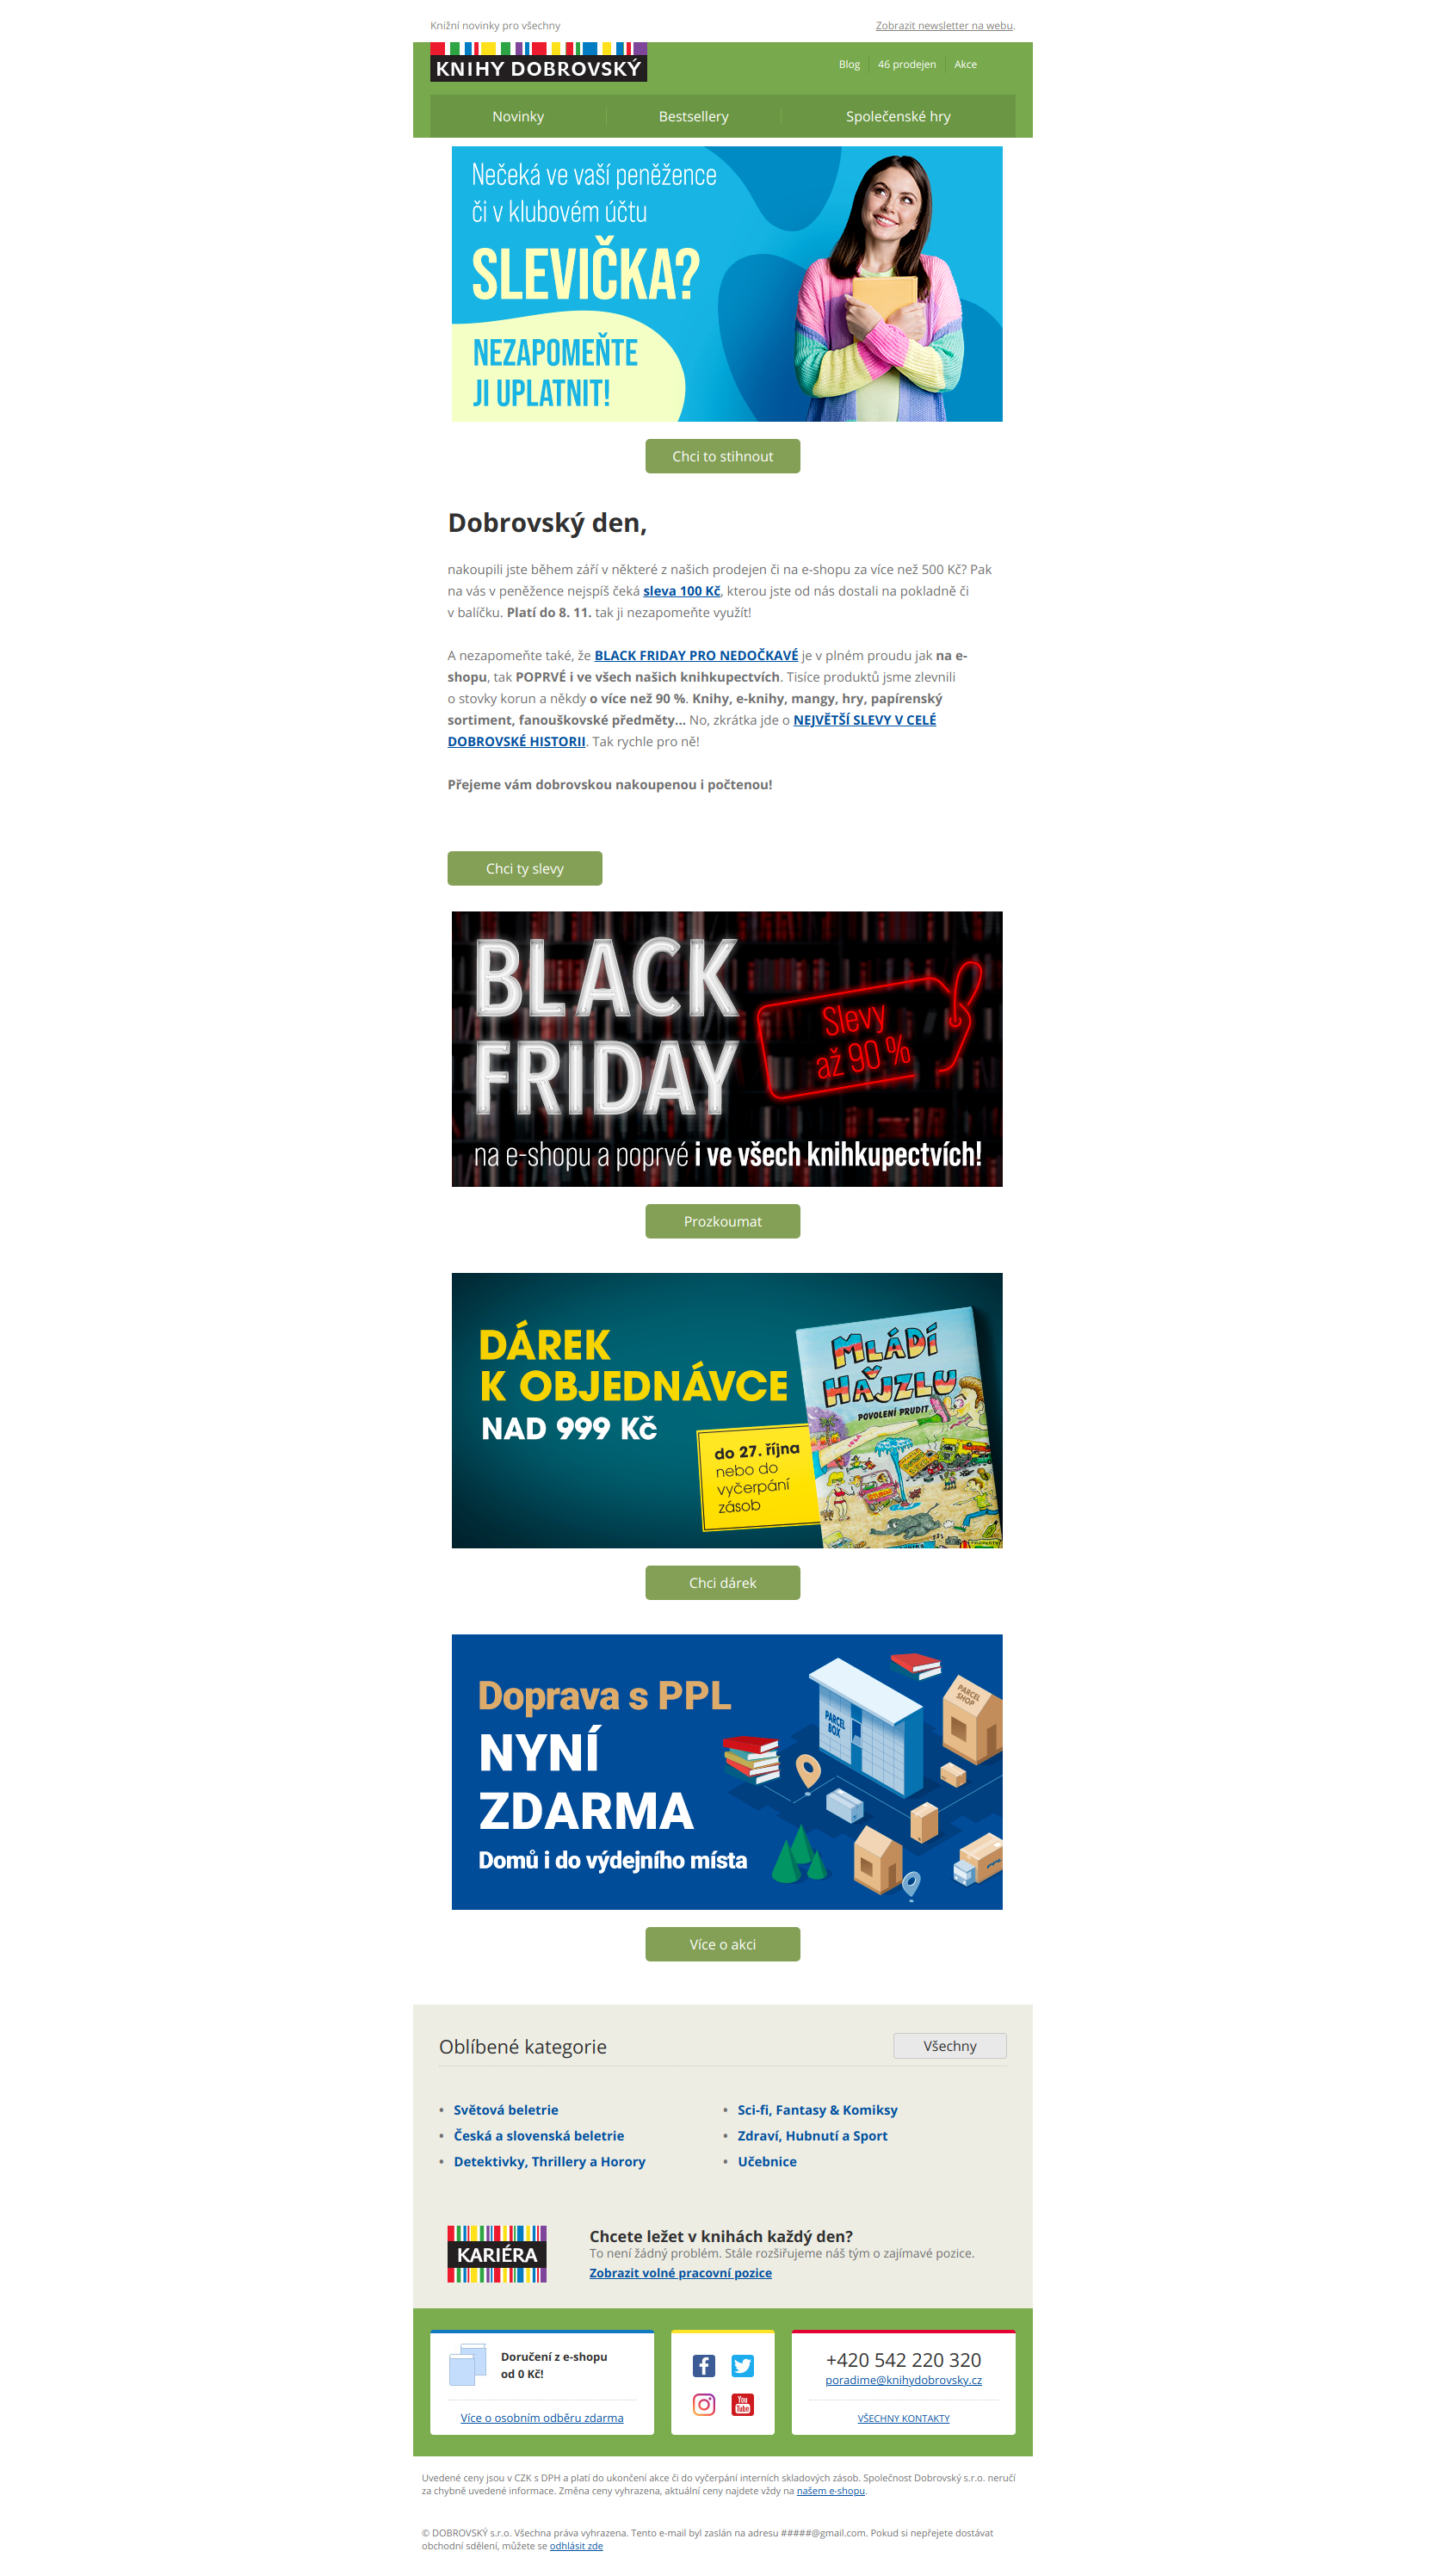 Knižní novinky pro všechny
Zobrazit newsletter na webu.
KNIHY DOBROVSKÝ
Blog
46 prodejen
Akce
Novinky
Bestsellery
Společenské hry
Nečeká ve vaší peněžence
či v klubovém účtu
SLEVIČKA?
NEZAPOMEŇTE
JI UPLATNIT!
Chci to stihnout
Dobrovský den,
nakoupili jste během září v některé z našich prodejen či na e-shopu za více než 500 Kč? Pak
na vás v peněžence nejspíš čeká sleva 100 Kč, kterou jste od nás dostali na pokladně či
v balíčku. Platí do 8. 11. tak ji nezapomeňte využít!
A nezapomeňte také, že BLACK FRIDAY PRO NEDOČKAVÉ je v plném proudu jak na e-
shopu, tak POPRVÉ i ve všech našich knihkupectvích. Tisíce produktů jsme zlevnili
o stovky korun a někdy o více než 90 %. Knihy, e-knihy, mangy, hry, papírenský
sortiment, fanouškovské předměty... No, zkrátka jde o NEJVĚTŠÍ SLEVY V CELÉ
DOBROVSKÉ HISTORII. Tak rychle pro ně!
Přejeme vám dobrovskou nakoupenou i počtenou!
Chci ty slevy
BLACK
FRIDAY
Slevy
až 90 %
na e-shopu a poprvé i ve všech knihkupectvích!
Prozkoumat
DÁREK
K OBJEDNÁVCE
NAD 999 Kč
do 27. října
nebo do
vyčerpání
zásob
MLÁDÍ
HAJZLU
POVOLENÍ PRUDIT
Chci dárek
Doprava s PPL
NYNÍ
ZDARMA
Domů i do výdejního místa
PARCEL
BOX
PARCEL
SHOP
Více o akci
Oblíbené kategorie
Všechny
• Světová beletrie
• Česká a slovenská beletrie
• Detektivky, Thrillery a Horory
• Sci-fi, Fantasy & Komiksy
• Zdraví, Hubnutí a Sport
• Učebnice
KARIÉRA
Chcete ležet v knihách každý den?
To není žádný problém. Stále rozšiřujeme náš tým o zajímavé pozice.
Zobrazit volné pracovní pozice
Doručení z e-shopu
od 0 Kč!
Více o osobním odběru zdarma
You
Tube
+420 542 220 320
poradime@knihydobrovsky.cz
VŠECHNY KONTAKTY
Uvedené ceny jsou v CZK s DPH a platí do ukončení akce či do vyčerpání interních skladových zásob. Společnost Dobrovský s.r.o. neručí
za chybně uvedené informace. Změna ceny vyhrazena, aktuální ceny najdete vždy na našem e-shopu.
© DOBROVSKÝ s.r.o. Všechna práva vyhrazena. Tento e-mail byl zaslán na adresu #####@gmail.com. Pokud si nepřejete dostávat
obchodní sdělení, můžete se odhlásit zde